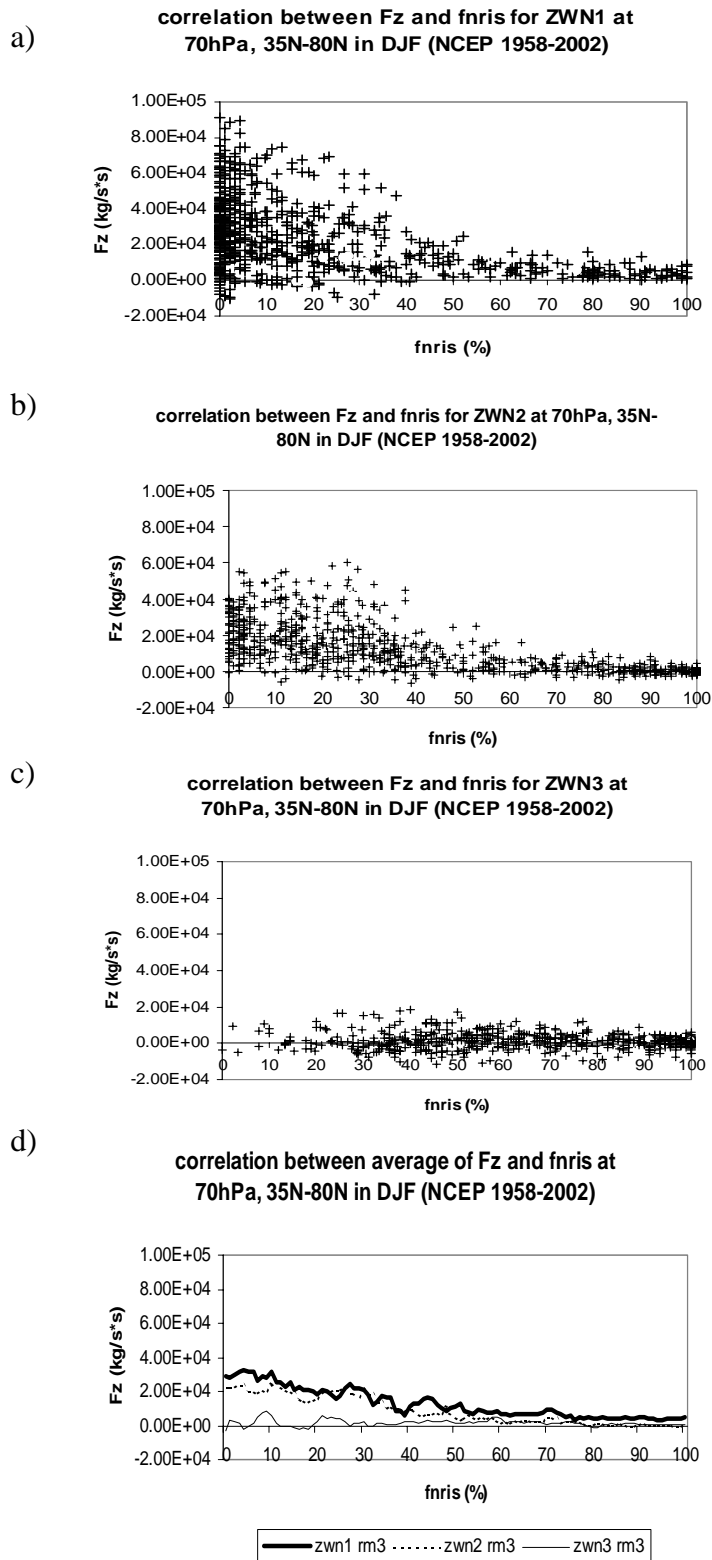 a)
correlation between Fz and fnris for ZWN1 at
70hPa, 35N-80N in DJF (NCEP 1958-2002)
1.00E+05
8.00E+04
6.00E+04
4.00E+04
2.00E+04
0.00E+00
-2.00E+04
Fz (kg/s*s)
0 10 20 30 40 50 60 70 80 90 100
fnris (%)
b)
correlation between Fz and fnris for ZWN2 at 70hPa, 35N-
80N in DJF (NCEP 1958-2002)
1.00E+05
8.00E+04
6.00E+04
4.00E+04
2.00E+04
0.00E+00
-2.00E+04
Fz (kg/s*s)
0 10 20 30 40 50 60 70 80 90 100
fnris (%)
c)
correlation between Fz and fnris for ZWN3 at
70hPa, 35N-80N in DJF (NCEP 1958-2002)
1.00E+05
8.00E+04
6.00E+04
4.00E+04
2.00E+04
0.00E+00
-2.00E+04
Fz (kg/s*s)
0 10 20 30 40 50 60 70 80 90 100
fnris (%)
d)
correlation between average of Fz and fnris at
70hPa, 35N-80N in DJF (NCEP 1958-2002)
1.00E+05
8.00E+04
6.00E+04
4.00E+04
2.00E+04
0.00E+00
-2.00E+04
Fz (kg/s*s)
0 10 20 30 40 50 60 70 80 90 100
fnris (%)
zwn1 rm3 zwn2 rm3 zwn3 rm3